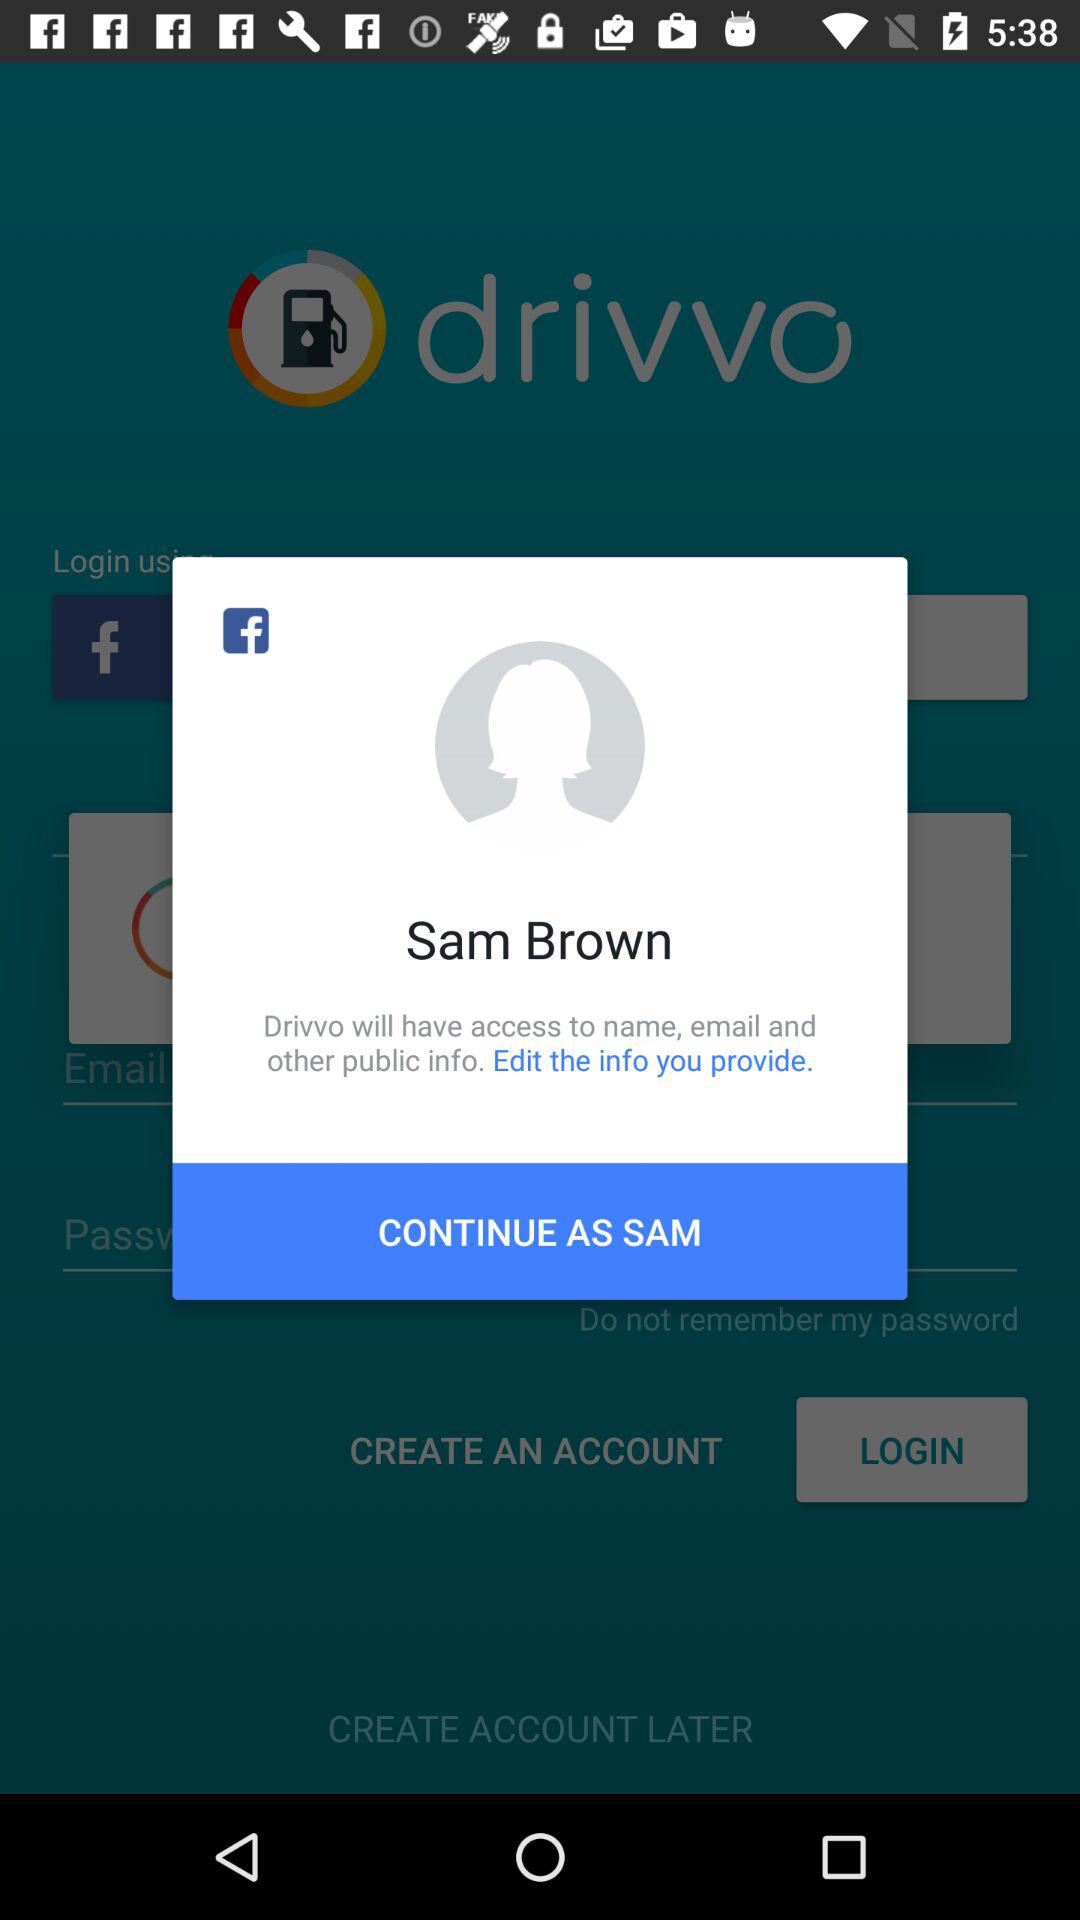 FAKE
5:38
drivvo
Login using
Sam Brown
Drivvo will have access to name, email and
other public info. Edit the info you provide.
Email
CONTINUE AS SAM
Do not remember my password
CREATE AN ACCOUNT
LOGIN
CREATE ACCOUNT LATER